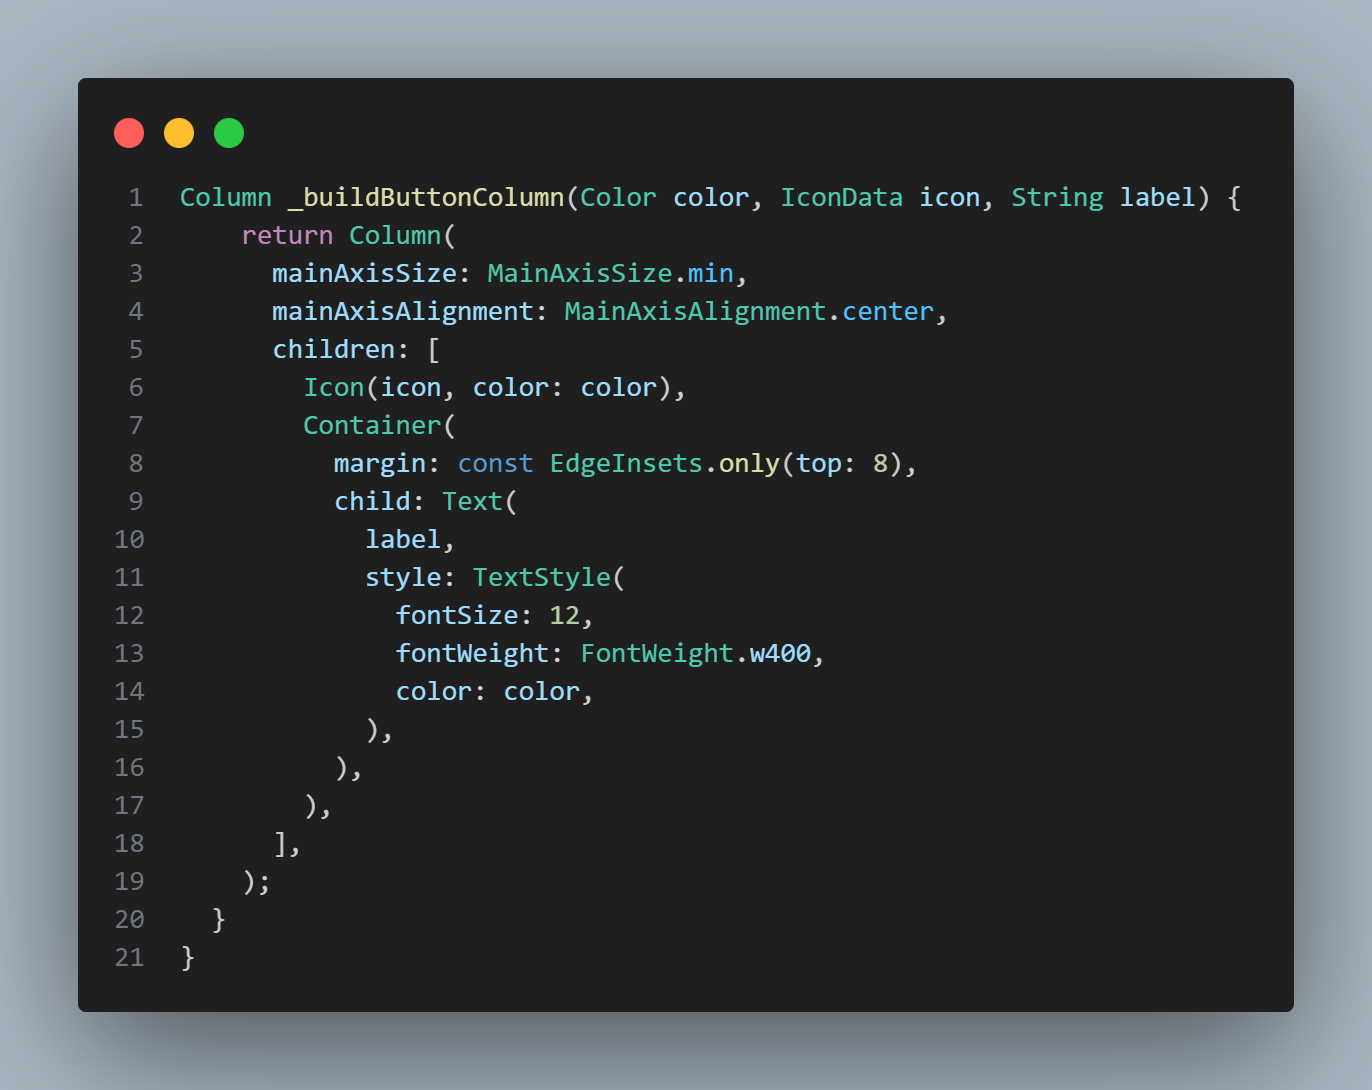 1 Column _buildButtonColumn(Color color, IconData icon, String label) {
2     return Column(
3       mainAxisSize: MainAxisSize.min,
4       mainAxisAlignment: MainAxisAlignment.center,
5       children: [
6         Icon(icon, color: color),
7         Container(
8           margin: const EdgeInsets.only(top: 8),
9           child: Text(
10             label,
11             style: TextStyle(
12               fontSize: 12,
13               fontWeight: FontWeight.w400,
14               color: color,
15             ),
16           ),
17         ),
18       ],
19     );
20   }
21 }